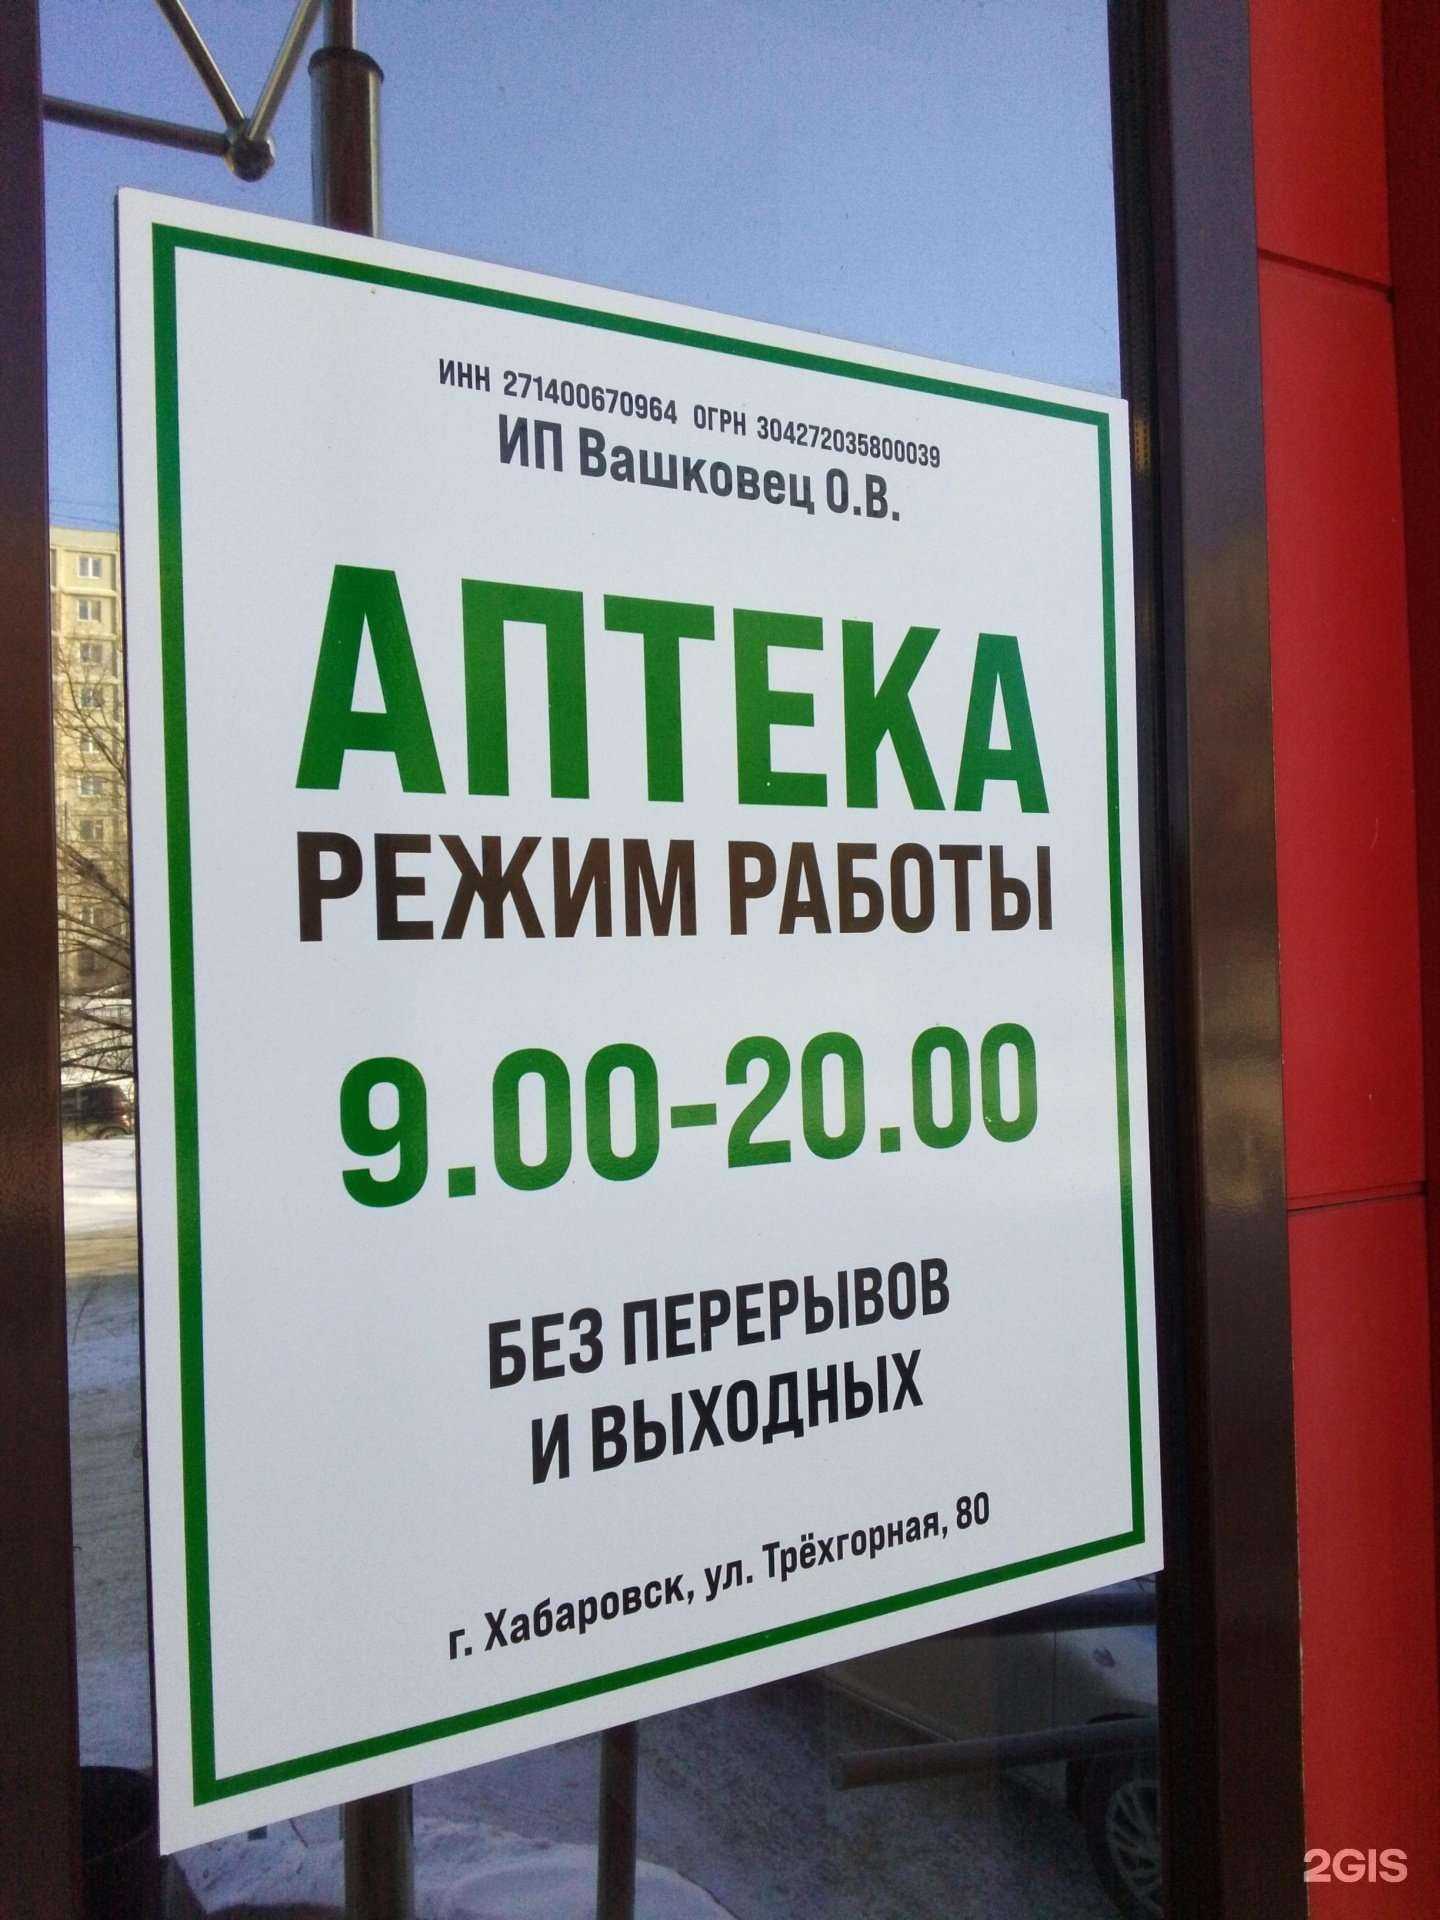 ИНН 271400670964 ОГРН 304272035800039
ИП Вашковец О.В.
АПТЕКА
РЕЖИМ РАБОТЫ
9.00-20.00
БЕЗ ПЕРЕРЫВОВ
И ВЫХОДНЫХ
г. Хабаровск, ул. Трёхгорная, 80
2GIS